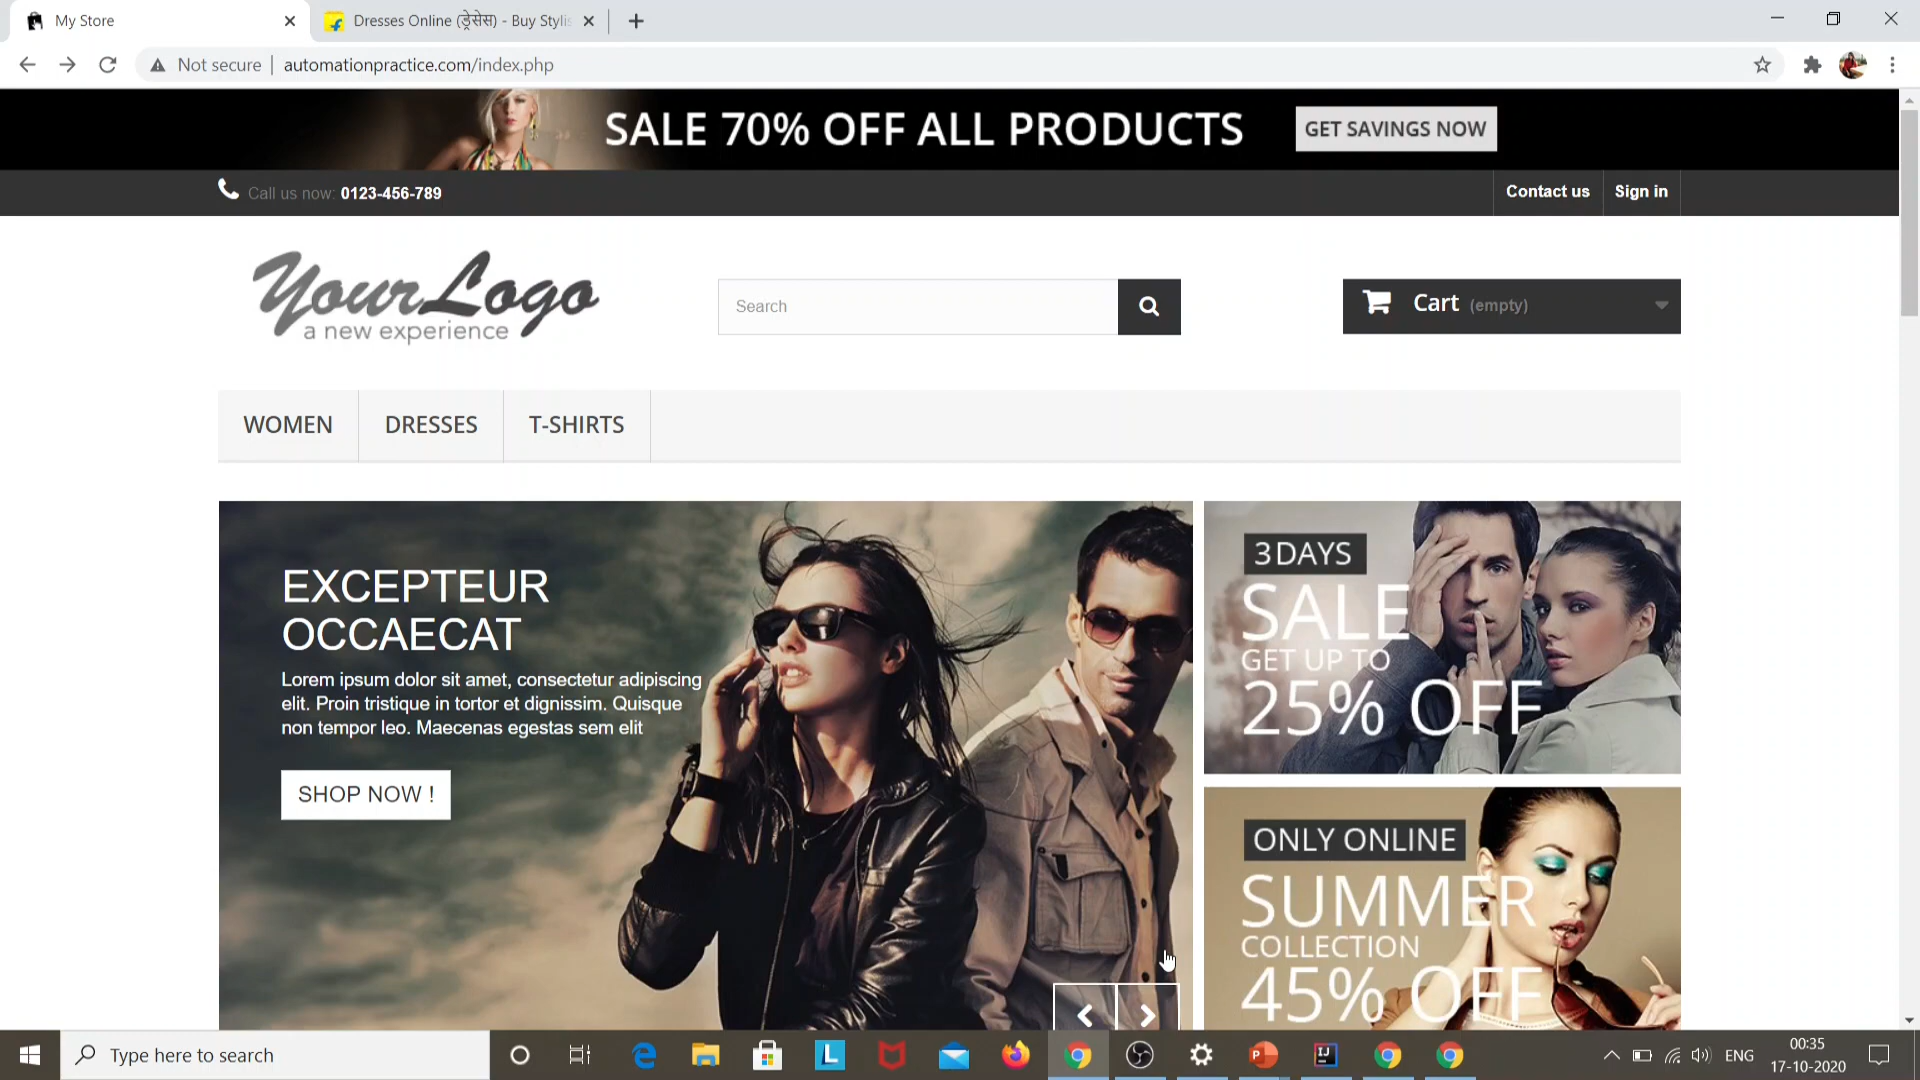 My Store
Dresses Online (ड्रेसेस) - Buy Stylis
Not secure
automationpractice.com/index.php
SALE 70% OFF ALL PRODUCTS
GET SAVINGS NOW
Call us now: 0123-456-789
Contact us
Sign in
YourLogo
a new experience
Search
Cart (empty)
WOMEN
DRESSES
T-SHIRTS
EXCEPTEUR
OCCAECAT
Lorem ipsum dolor sit amet, consectetur adipiscing
elit. Proin tristique in tortor et dignissim. Quisque
non tempor leo. Maecenas egestas sem elit
SHOP NOW !
3 DAYS
SALE
GET UP TO
25% OFF
ONLY ONLINE
SUMMER
COLLECTION
45% OFF
Type here to search
ENG
00:35
17-10-2020